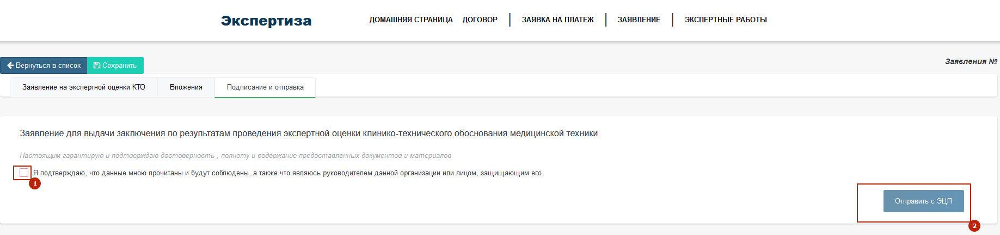 Экспертиза
ДОМАШНЯЯ СТРАНИЦА ДОГОВОР | ЗАЯВКА НА ПЛАТЕЖ | ЗАЯВЛЕНИЕ | ЭКСПЕРТНЫЕ РАБОТЫ
Вернуться в список Сохранить
Заявления №
Заявление на экспертной оценки КТО Вложения Подписание и отправка
Заявление для выдачи заключения по результатам проведения экспертной оценки клинико-технического обоснования медицинской техники
Настоящим гарантирую и подтверждаю достоверность , полноту и содержание предоставленных документов и материалов
Я подтверждаю, что данные мною прочитаны и будут соблюдены, а также что являюсь руководителем данной организации или лицом, защищающим его.
1
Отправить с ЭЦП
2